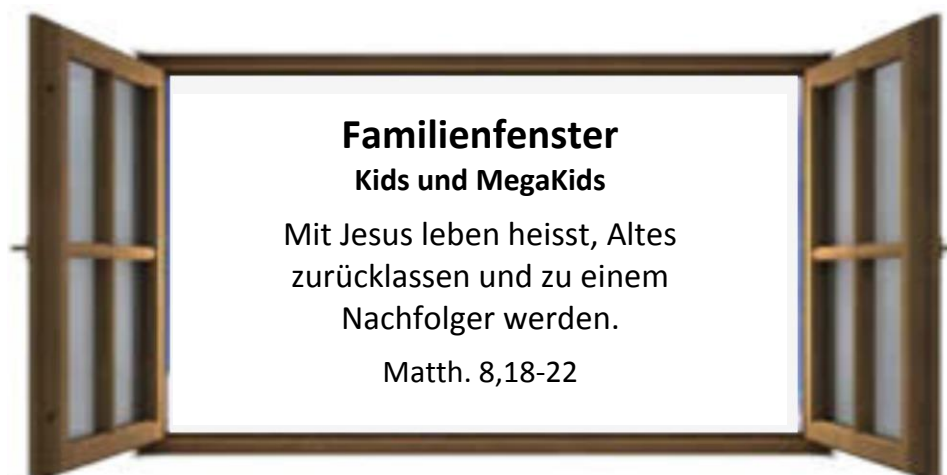 Familienfenster
Kids und MegaKids
Mit Jesus leben heisst, Altes
zurücklassen und zu einem
Nachfolger werden.
Matth. 8,18-22